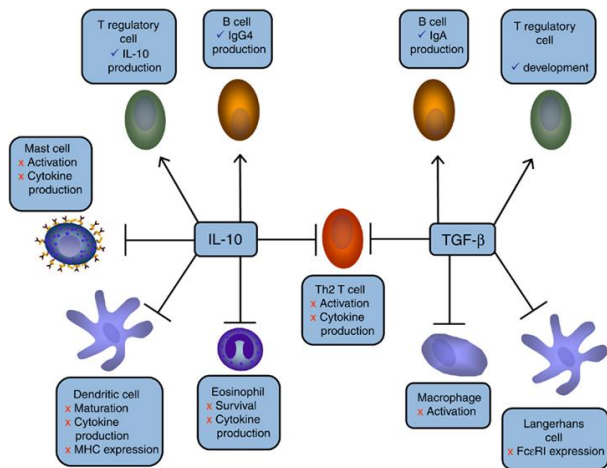 T regulatory
cell
✓ IL-10
production
B cell
✓ IgG4
production
B cell
✓ IgA
production
T regulatory
cell
✓ development
Mast cell
x Activation
x Cytokine
production
IL-10
TGF-β
Th2 T cell
x Activation
x Cytokine
production
Dendritic cell
x Maturation
x Cytokine
production
x MHC expression
Eosinophil
x Survival
x Cytokine
production
Macrophage
x Activation
Langerhans
cell
x FcεRI expression